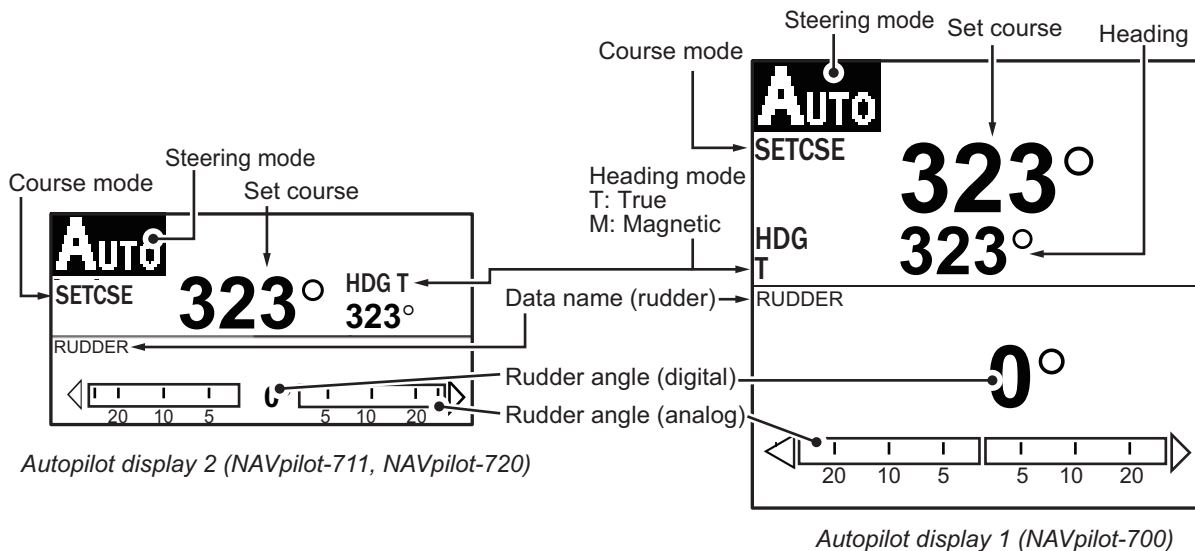 Steering mode
Set course
Heading
Course mode
AUTO
SETCSE
323°
Heading mode
T: True
M: Magnetic
HDG
T
323°
Steering mode
Course mode
Set course
AUTO
SETCSE
323°
HDG T
323°
Data name (rudder)
RUDDER
RUDDER
0°
Rudder angle (digital)
0°
Rudder angle (analog)
20 10 5 5 10 20
20 10 5 5 10 20
Autopilot display 2 (NAVpilot-711, NAVpilot-720)
Autopilot display 1 (NAVpilot-700)